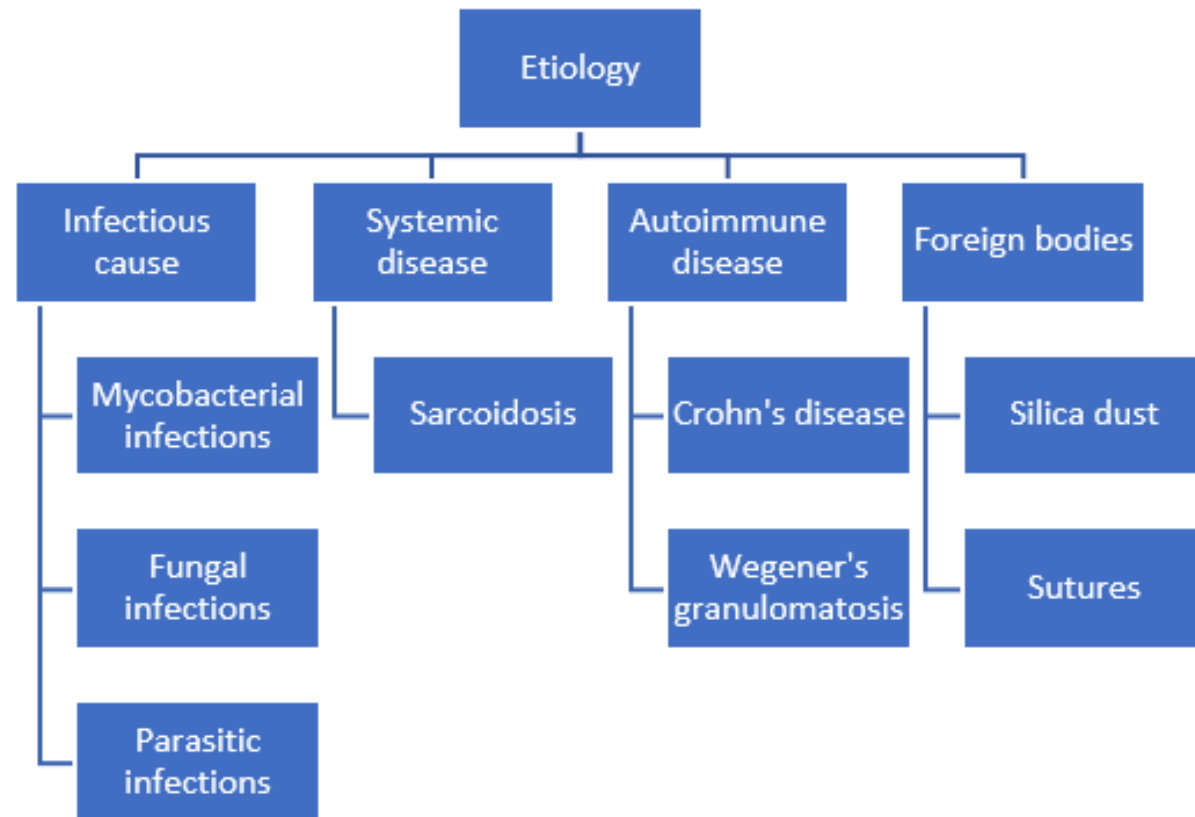 Etiology
Infectious
cause
Systemic
disease
Autoimmune
disease
Foreign bodies
Mycobacterial
infections
Sarcoidosis
Crohn's disease
Silica dust
Fungal
infections
Wegener's
granulomatosis
Sutures
Parasitic
infections